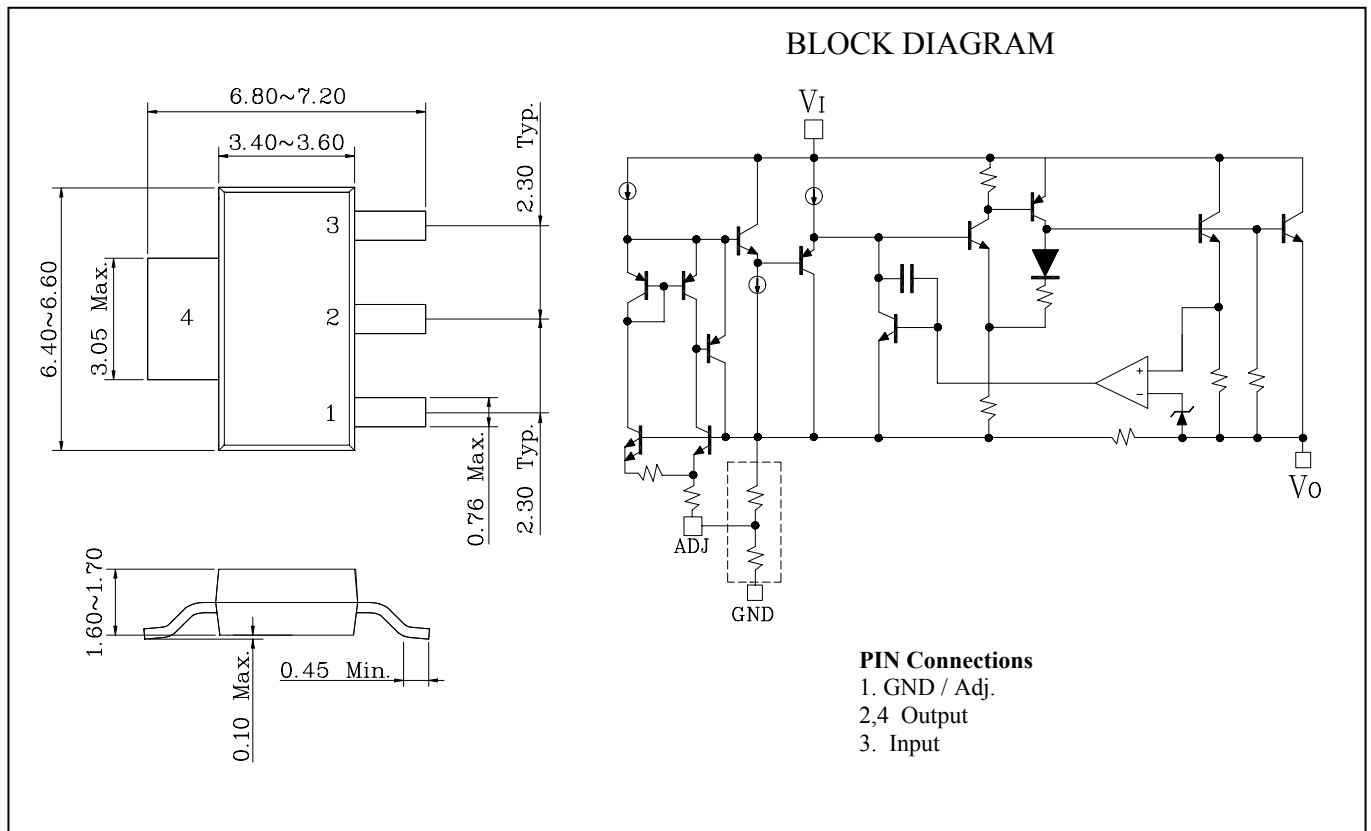 BLOCK DIAGRAM
6.80~7.20
3.40~3.60
2.30 Typ.
6.40~6.60
3.05 Max.
3
4
2
1
0.76 Max.
2.30 Typ.
1.60~1.70
0.10 Max.
0.45 Min.
VI
+
−
VO
ADJ
GND
PIN Connections
1. GND / Adj.
2,4 Output
3. Input